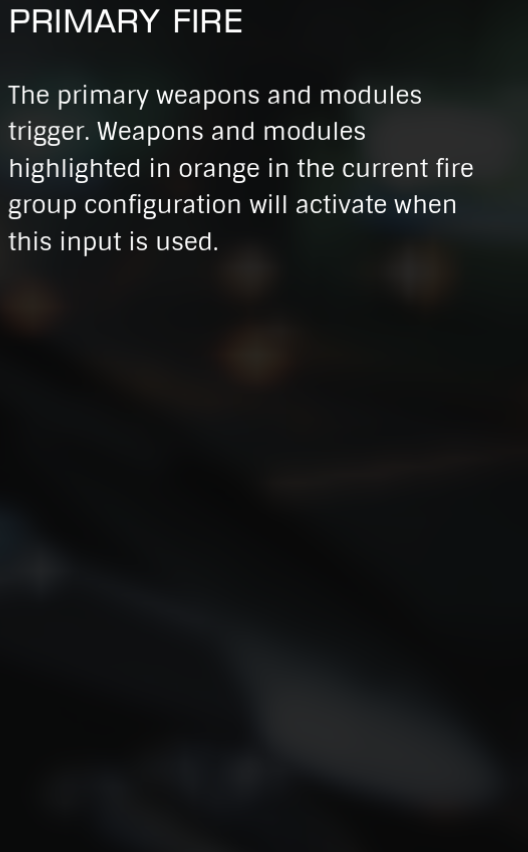 PRIMARY FIRE
The primary weapons and modules
trigger. Weapons and modules
highlighted in orange in the current fire
group configuration will activate when
this input is used.